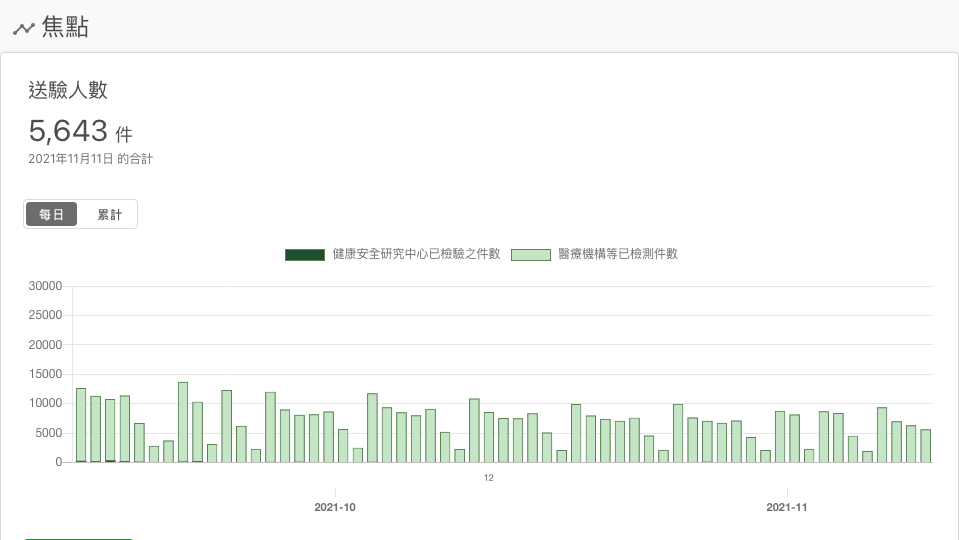 焦點
送驗人數
5,643 件
2021年11月11日 的合計
每日 累計
健康安全研究中心已檢驗之件數 醫療機構等已檢測件數
30000
25000
20000
15000
10000
5000
0
12
2021-10 2021-11